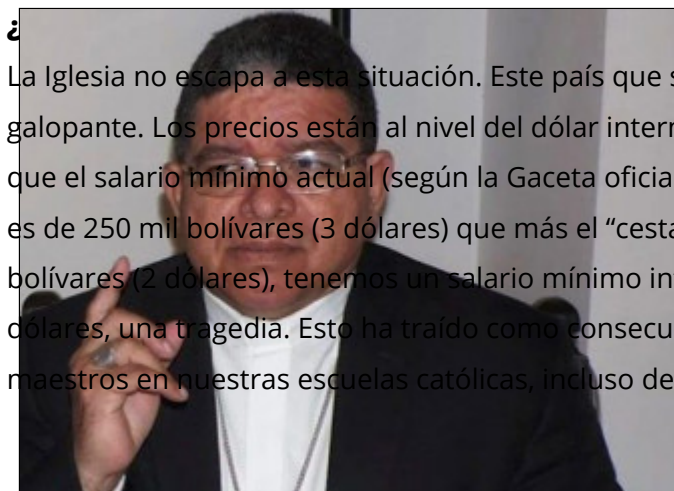 ¿
La Iglesia no escapa a esta situación. Este país que s
galopante. Los precios están al nivel del dólar intern
que el salario mínimo actual (según la Gaceta oficia
es de 250 mil bolívares (3 dólares) que más el “cesta
bolívares (2 dólares), tenemos un salario mínimo in
dólares, una tragedia. Esto ha traído como consecu
maestros en nuestras escuelas católicas, incluso de